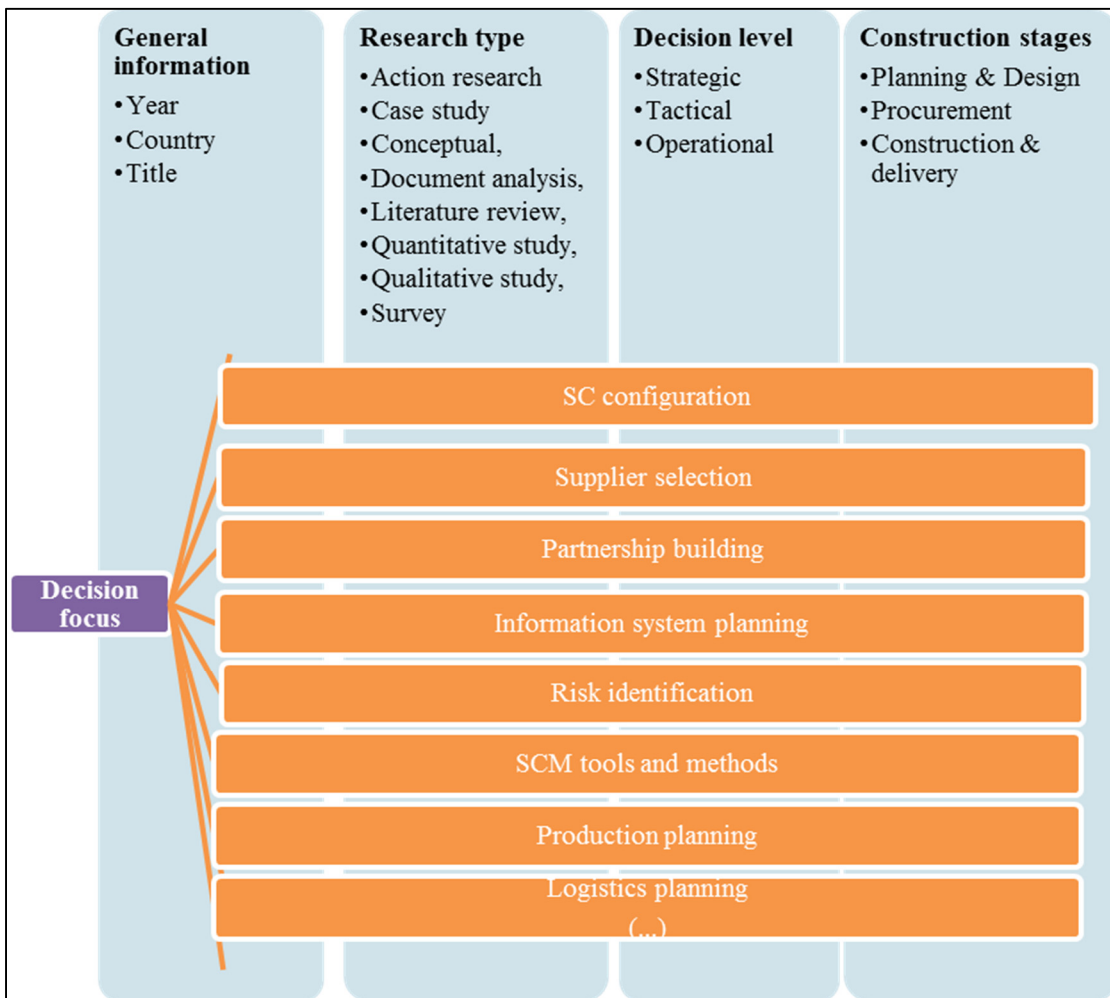 General
information
•Year
•Country
•Title
Research type
•Action research
•Case study
•Conceptual,
•Document analysis,
•Literature review,
•Quantitative study,
•Qualitative study,
•Survey
Decision level
•Strategic
•Tactical
•Operational
Construction stages
•Planning & Design
•Procurement
•Construction &
delivery
Decision
focus
SC configuration
Supplier selection
Partnership building
Information system planning
Risk identification
SCM tools and methods
Production planning
Logistics planning
(...)